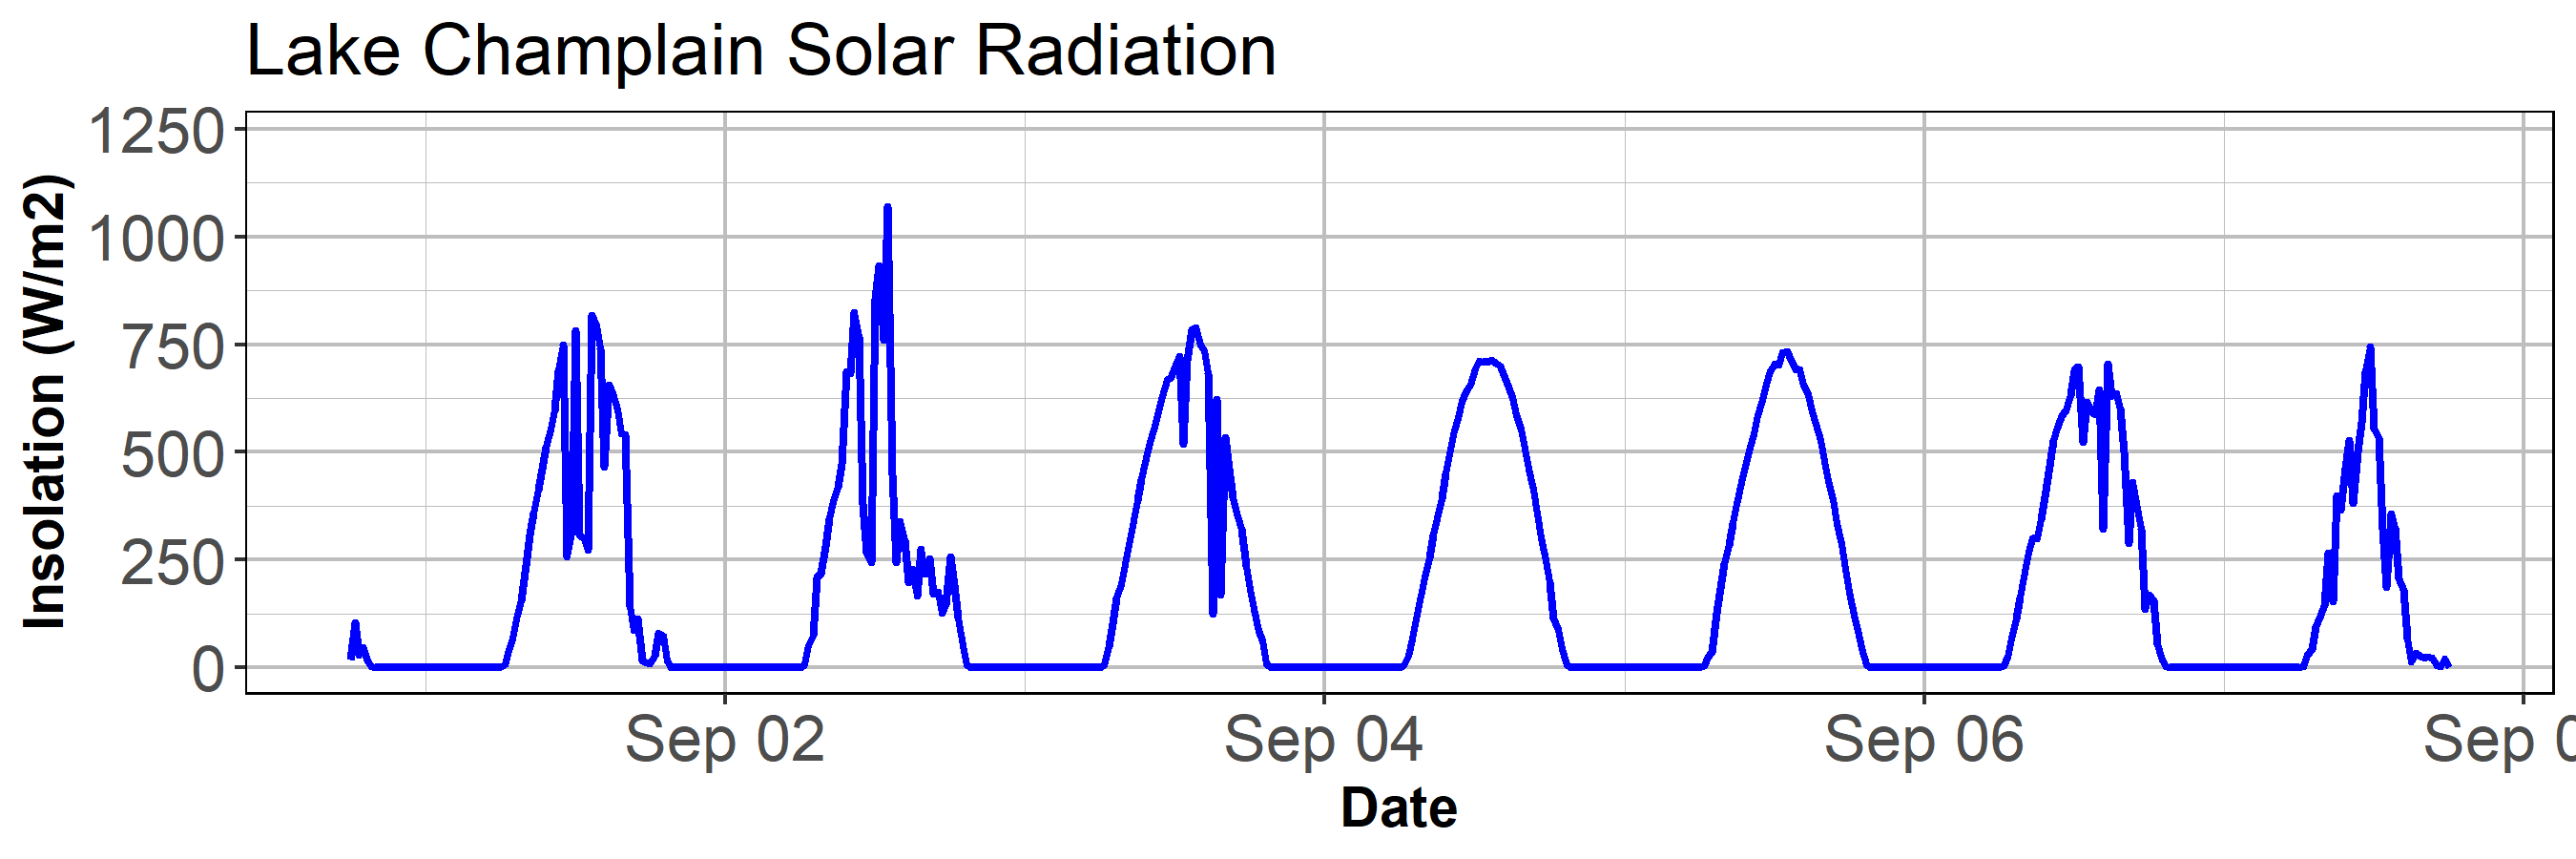 Lake Champlain Solar Radiation
1250
1000
750
500
250
0
Insolation (W/m2)
Sep 02
Sep 04
Sep 06
Sep
Date